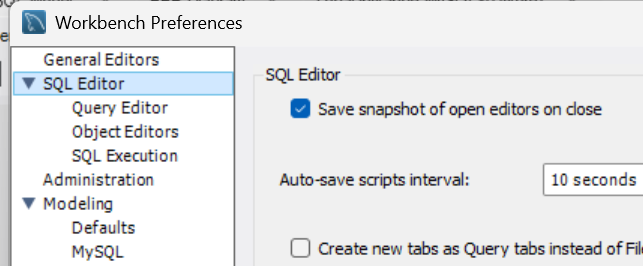 Workbench Preferences
General Editors
SQL Editor
Query Editor
Object Editors
SQL Execution
Administration
Modeling
Defaults
MySQL
SQL Editor
Save snapshot of open editors on close
Auto-save scripts interval:
10 seconds
Create new tabs as Query tabs instead of Fil